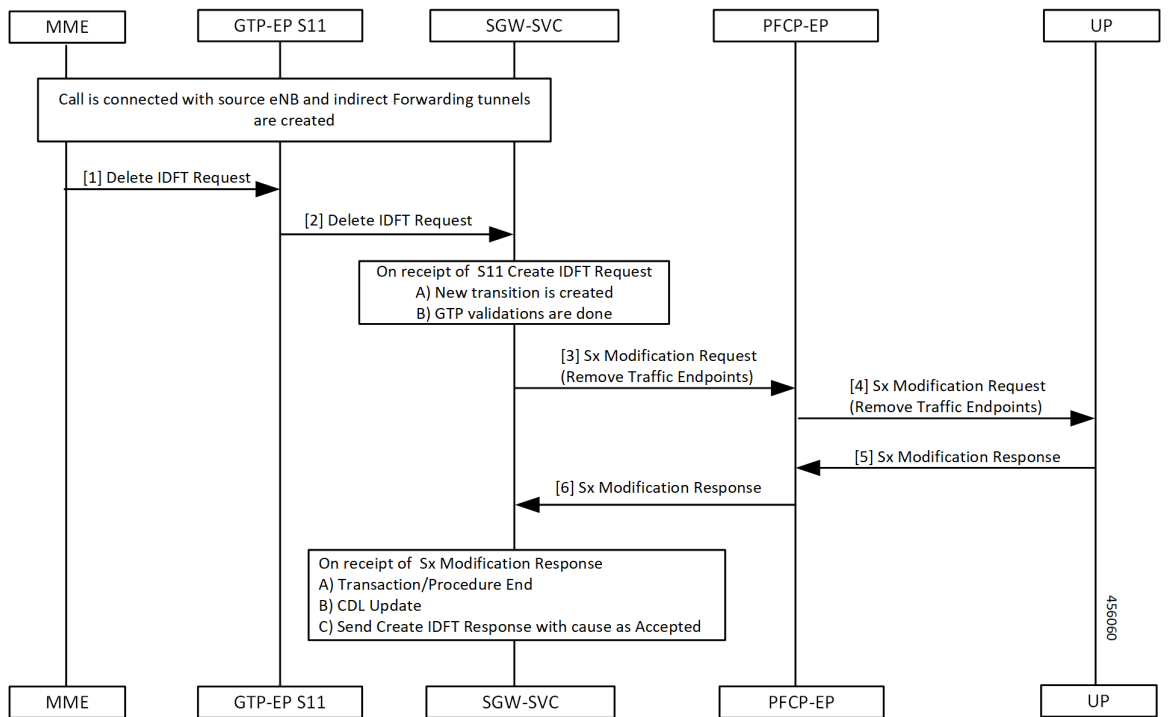 MME
GTP-EP S11
SGW-SVC
PFCP-EP
UP
Call is connected with source eNB and indirect Forwarding tunnels
are created
[1] Delete IDFT Request
[2] Delete IDFT Request
On receipt of S11 Create IDFT Request
A) New transition is created
B) GTP validations are done
[3] Sx Modification Request
(Remove Traffic Endpoints)
[4] Sx Modification Request
(Remove Traffic Endpoints)
[5] Sx Modification Response
[6] Sx Modification Response
On receipt of Sx Modification Response
A) Transaction/Procedure End
B) CDL Update
C) Send Create IDFT Response with cause as Accepted
456060
MME
GTP-EP S11
SGW-SVC
PFCP-EP
UP